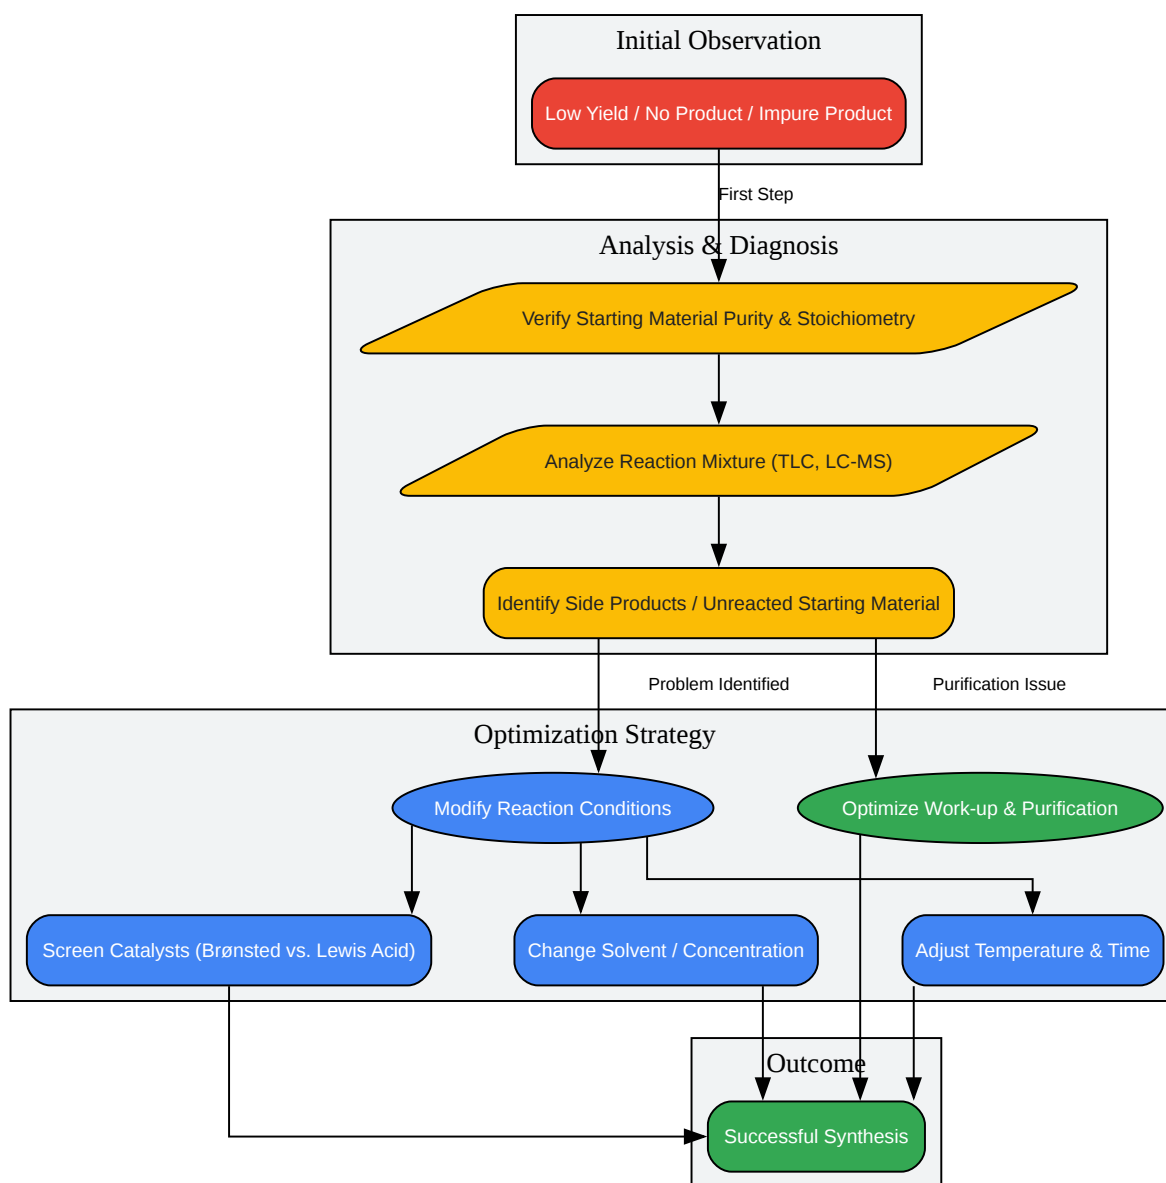 Initial Observation
Low Yield / No Product / Impure Product
First Step
Analysis & Diagnosis
Verify Starting Material Purity & Stoichiometry
Analyze Reaction Mixture (TLC, LC-MS)
Identify Side Products / Unreacted Starting Material
Problem Identified
Purification Issue
Optimization Strategy
Modify Reaction Conditions
Optimize Work-up & Purification
Screen Catalysts (Brønsted vs. Lewis Acid)
Change Solvent / Concentration
Adjust Temperature & Time
Outcome
Successful Synthesis